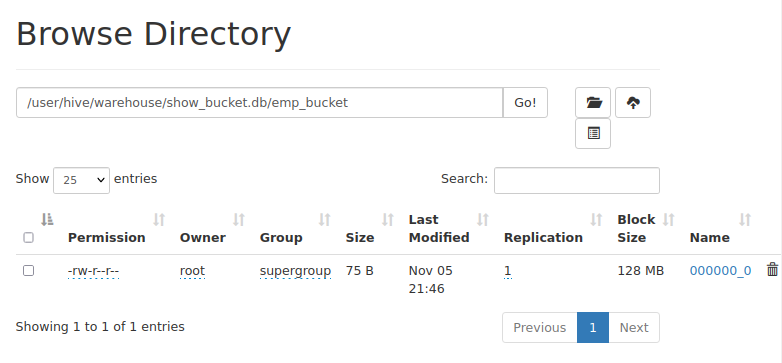 Browse Directory
/user/hive/warehouse/show_bucket.db/emp_bucket Go!
Show 25 entries Search:
Permission Owner Group Size Last Modified Replication Block Size Name
-rw-r--r-- root supergroup 75 B Nov 05 21:46 1 128 MB 000000_0
Showing 1 to 1 of 1 entries Previous 1 Next